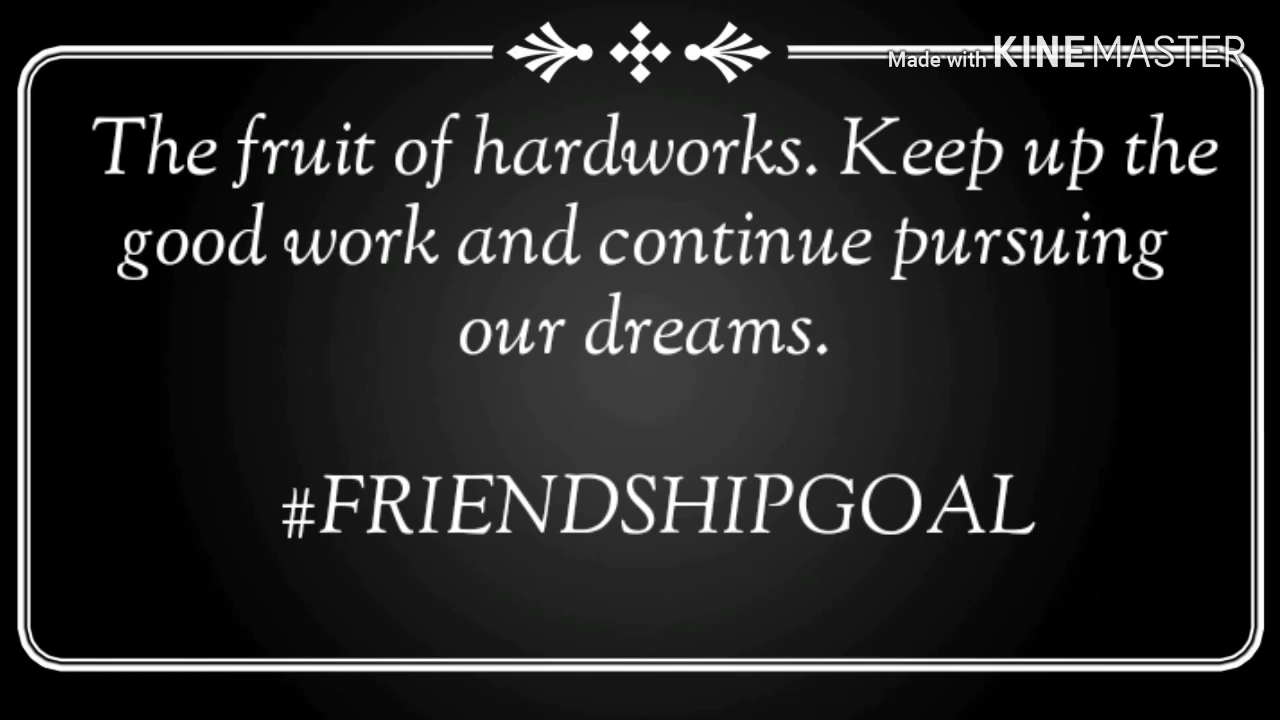 Made with KINEMASTER
The fruit of hardworks. Keep up the
good work and continue pursuing
our dreams.
#FRIENDSHIPGOAL